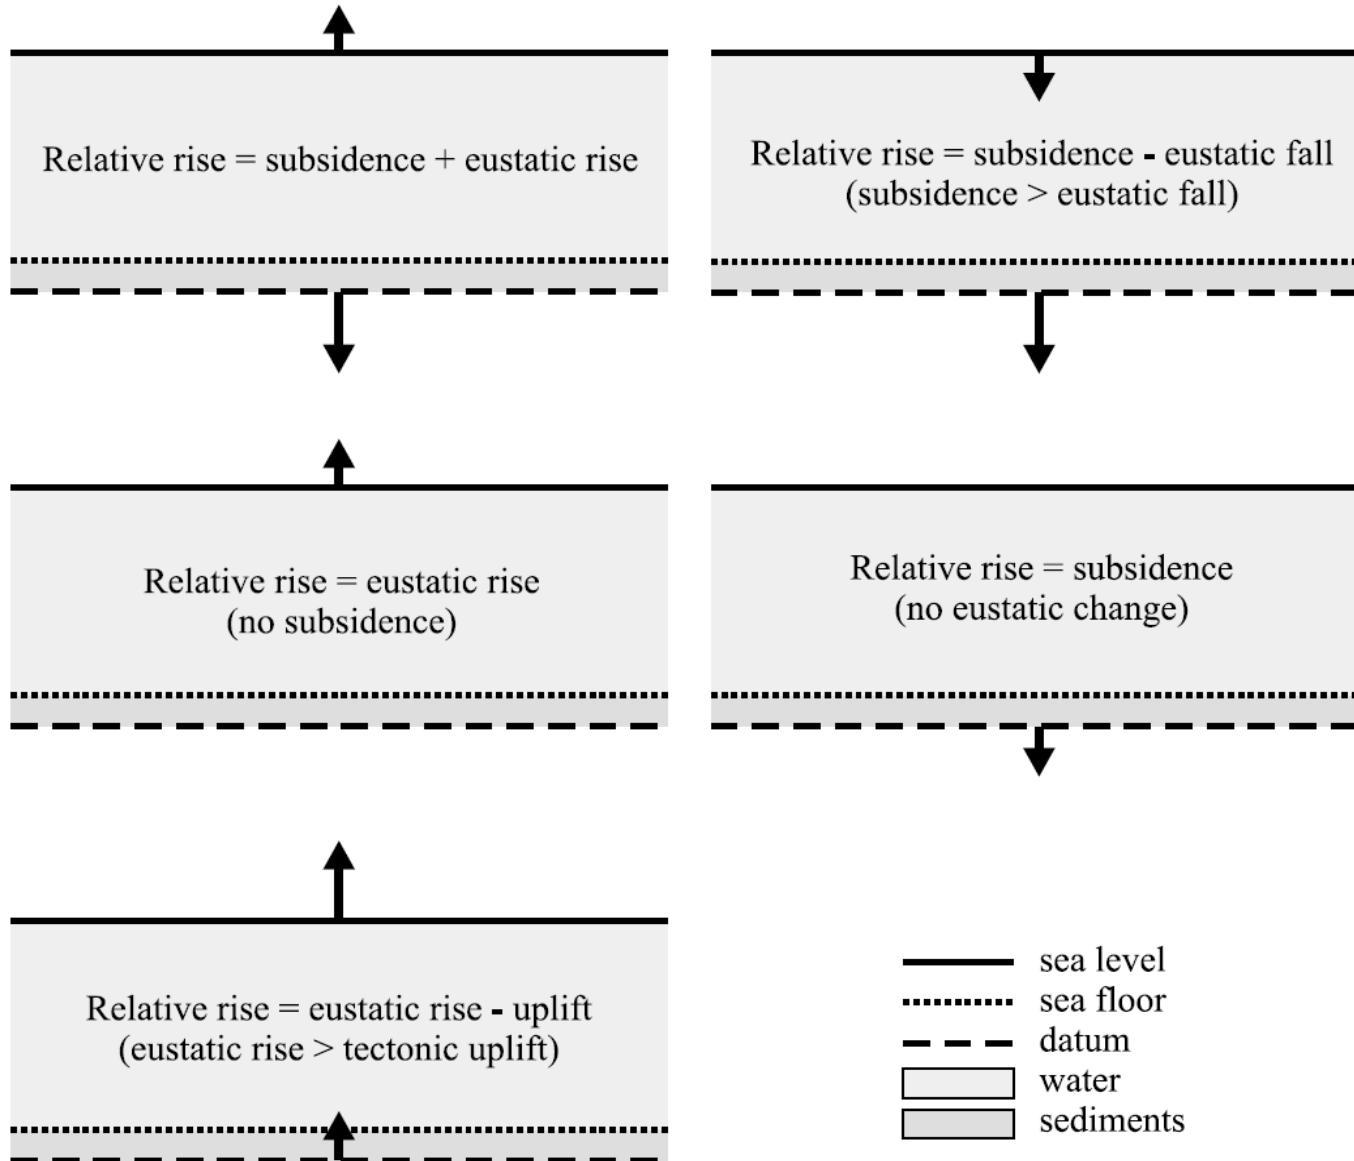 Relative rise = subsidence + eustatic rise
Relative rise = subsidence - eustatic fall
(subsidence > eustatic fall)
Relative rise = eustatic rise
(no subsidence)
Relative rise = subsidence
(no eustatic change)
Relative rise = eustatic rise - uplift
(eustatic rise > tectonic uplift)
sea level
sea floor
datum
water
sediments